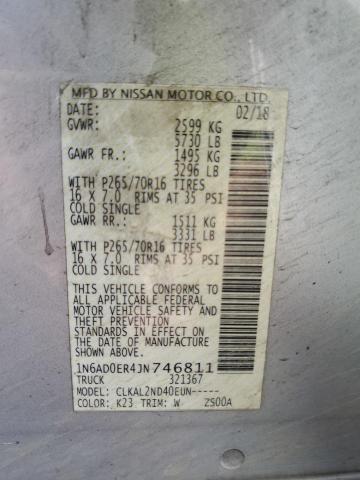 MFD BY NISSAN MOTOR CO., LTD.
DATE: 02/18
GVWR: 2599 KG
5730 LB
GAWR FR.: 1495 KG
3296 LB
WITH P265/70R16 TIRES
16 X 7.0 RIMS AT 35 PSI
COLD SINGLE
GAWR RR.: 1511 KG
3331 LB
WITH P265/70R16 TIRES
16 X 7.0 RIMS AT 35 PSI
COLD SINGLE
THIS VEHICLE CONFORMS TO
ALL APPLICABLE FEDERAL
MOTOR VEHICLE SAFETY AND
THEFT PREVENTION
STANDARDS IN EFFECT ON
THE DATE OF MANUFACTURE
SHOWN ABOVE.
1N6AD0ER4JN746811
TRUCK 321367
MODEL: CLKAL2ND40EUN-----
COLOR: K23 TRIM: W ZS00A